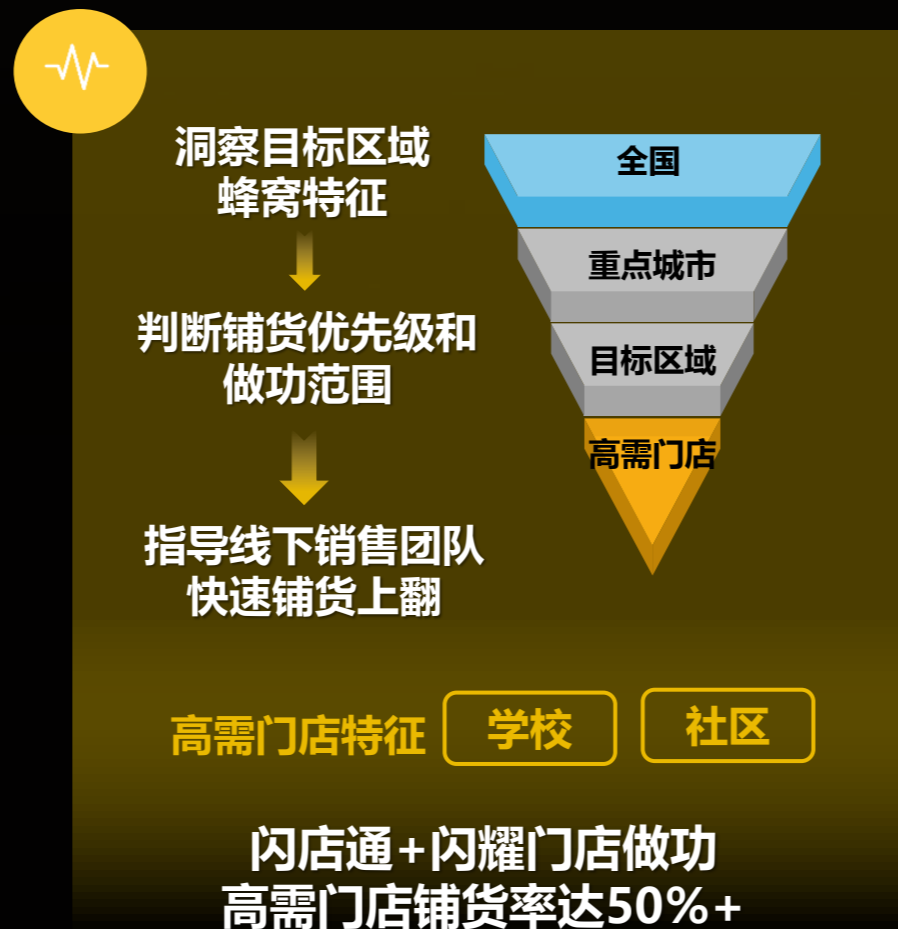 洞察目标区域
蜂窝特征
判断铺货优先级和
做功范围
指导线下销售团队
快速铺货上翻
全国
重点城市
目标区域
高需门店
高需门店特征
学校
社区
闪店通+闪耀门店做功
高需门店铺货率达50%+